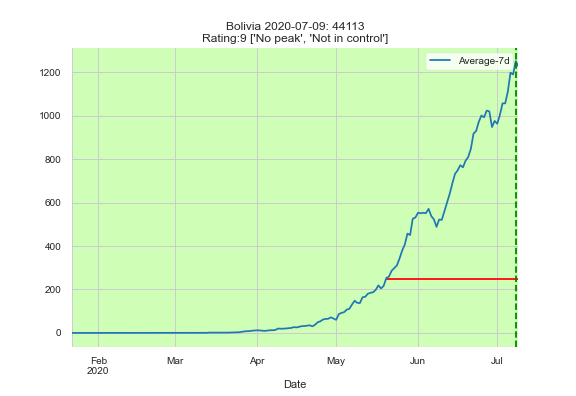 Bolivia 2020-07-09: 44113
Rating:9 ['No peak', 'Not in control']
Average-7d
1200
1000
800
600
400
200
0
Feb
2020
Mar
Apr
May
Jun
Jul
Date